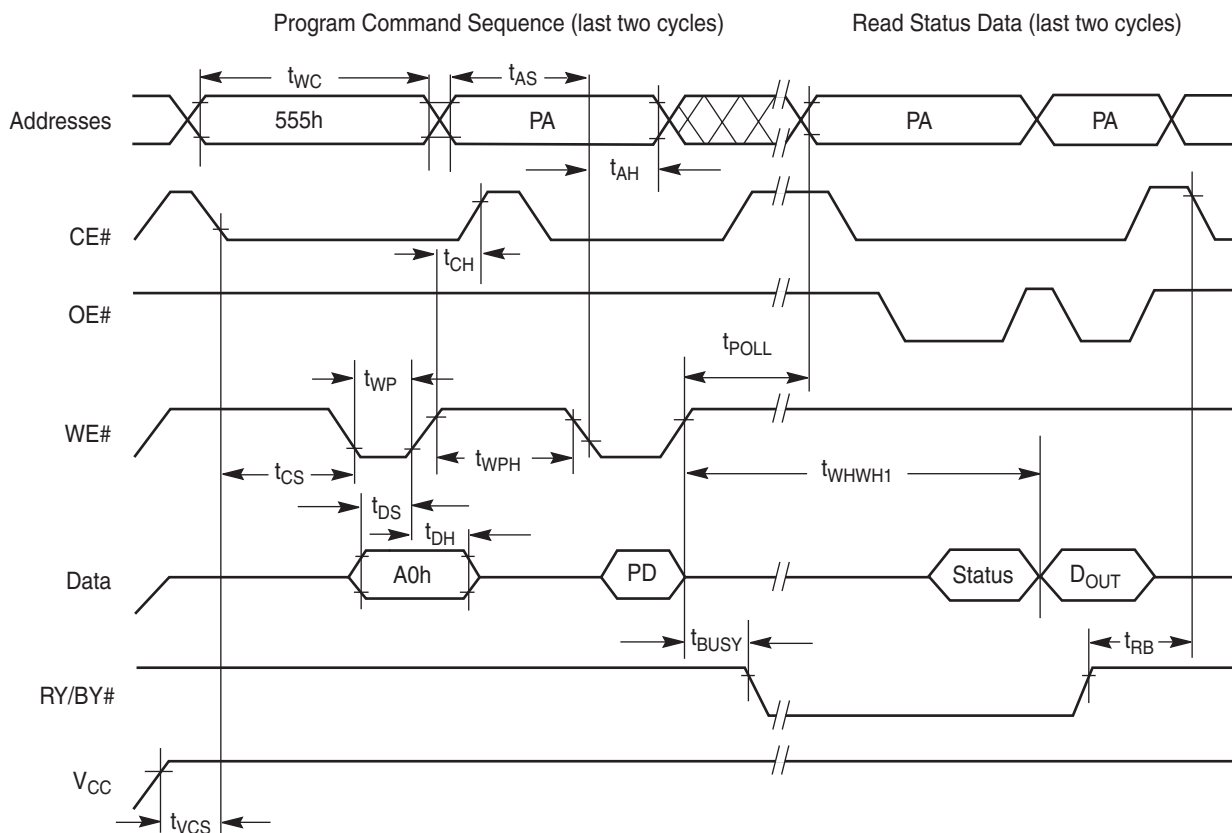 Program Command Sequence (last two cycles)
Read Status Data (last two cycles)
tWC
tAS
Addresses
555h
PA
PA
PA
tAH
CE#
tCH
OE#
tPOLL
tWP
WE#
tCS
tWPH
tWHWH1
tDS
tDH
Data
A0h
PD
Status
DOUT
tBUSY
tRB
RY/BY#
VCC
tVCS